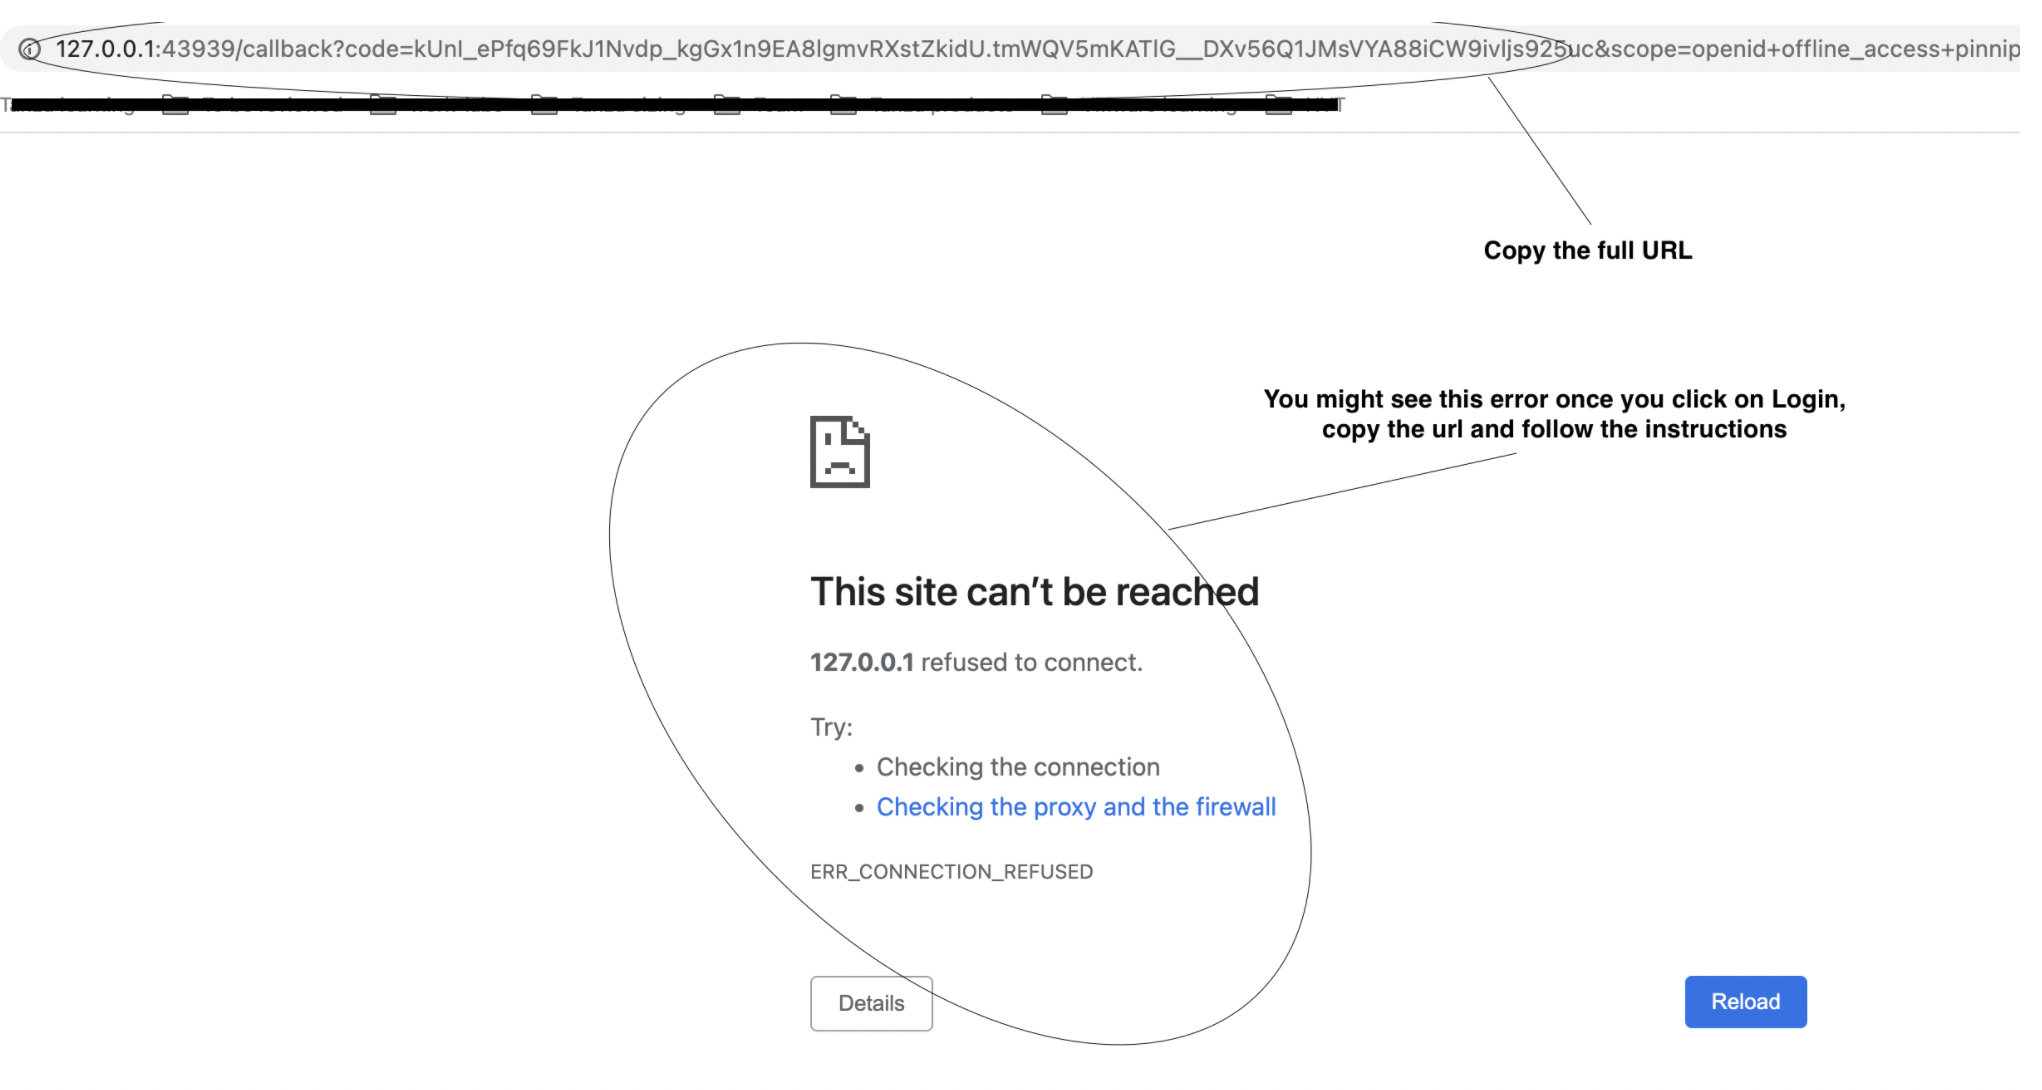 127.0.0.1:43939/callback?code=kUnI_ePfq69FkJ1Nvdp_kgGx1n9EA8lgmvRXstZkidU.tmWQV5mKATlG__DXv56Q1JMsVYA88iCW9ivljs925uc&scope=openid+offline_access+pinnip
Copy the full URL
You might see this error once you click on Login,
copy the url and follow the instructions
This site can't be reached
127.0.0.1 refused to connect.
Try:
• Checking the connection
• Checking the proxy and the firewall
ERR_CONNECTION_REFUSED
Details
Reload